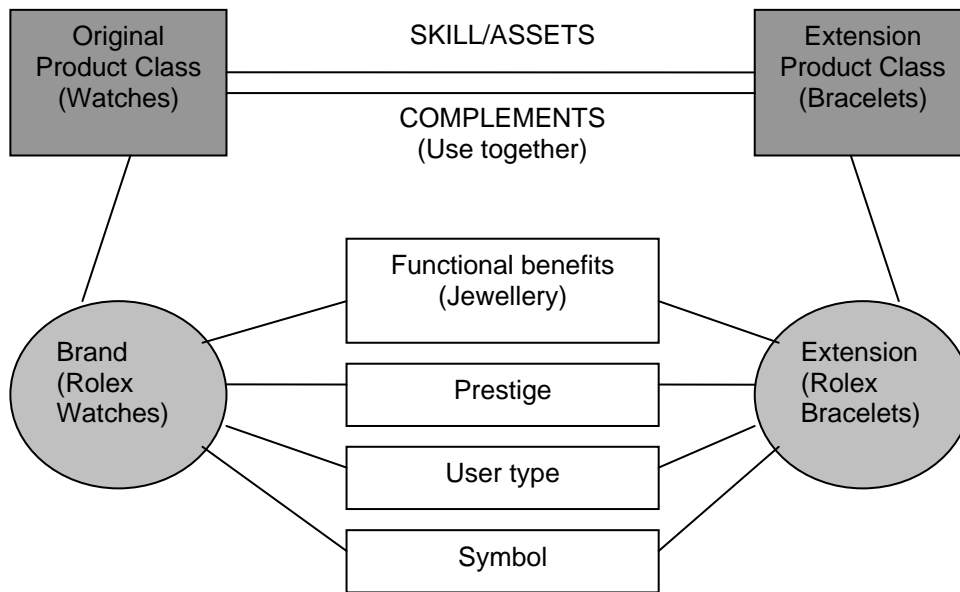 Original
Product Class
(Watches)
SKILL/ASSETS
COMPLEMENTS
(Use together)
Extension
Product Class
(Bracelets)
Functional benefits
(Jewellery)
Brand
(Rolex
Watches)
Prestige
User type
Symbol
Extension
(Rolex
Bracelets)